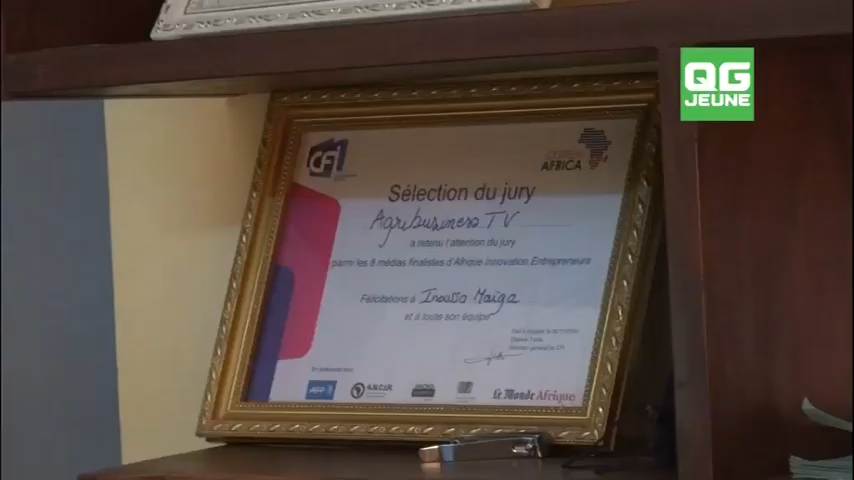 QG
JEUNE
CFI
AFRICA
Sélection du jury
Agribusiness TV
a retenu l'attention du jury
parmi les 8 médias finalistes d'Afrique Innovation Entrepreneurs
Félicitations à Inoussa Maïga
et à toute son équipe
AFP
Le Monde Afrique